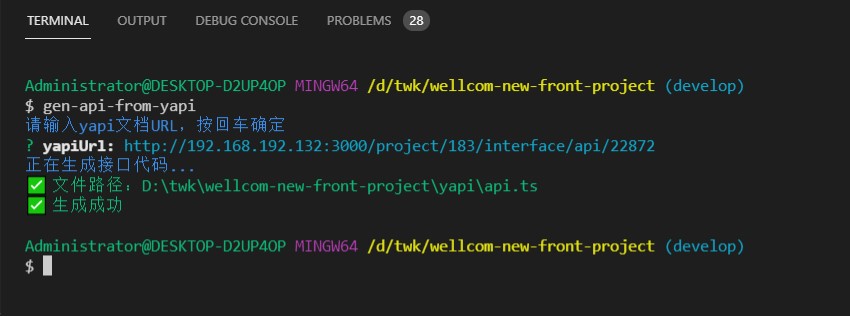 TERMINAL OUTPUT DEBUG CONSOLE PROBLEMS 28
Administrator@DESKTOP-D2UP4OP MINGW64 /d/twk/wellcom-new-front-project (develop)
$ gen-api-from-yapi
请输入yapi文档URL，按回车确定
? yapiUrl: http://192.168.192.132:3000/project/183/interface/api/22872
正在生成接口代码...
✅ 文件路径：D:\twk\wellcom-new-front-project\yapi\api.ts
✅ 生成成功
Administrator@DESKTOP-D2UP4OP MINGW64 /d/twk/wellcom-new-front-project (develop)
$